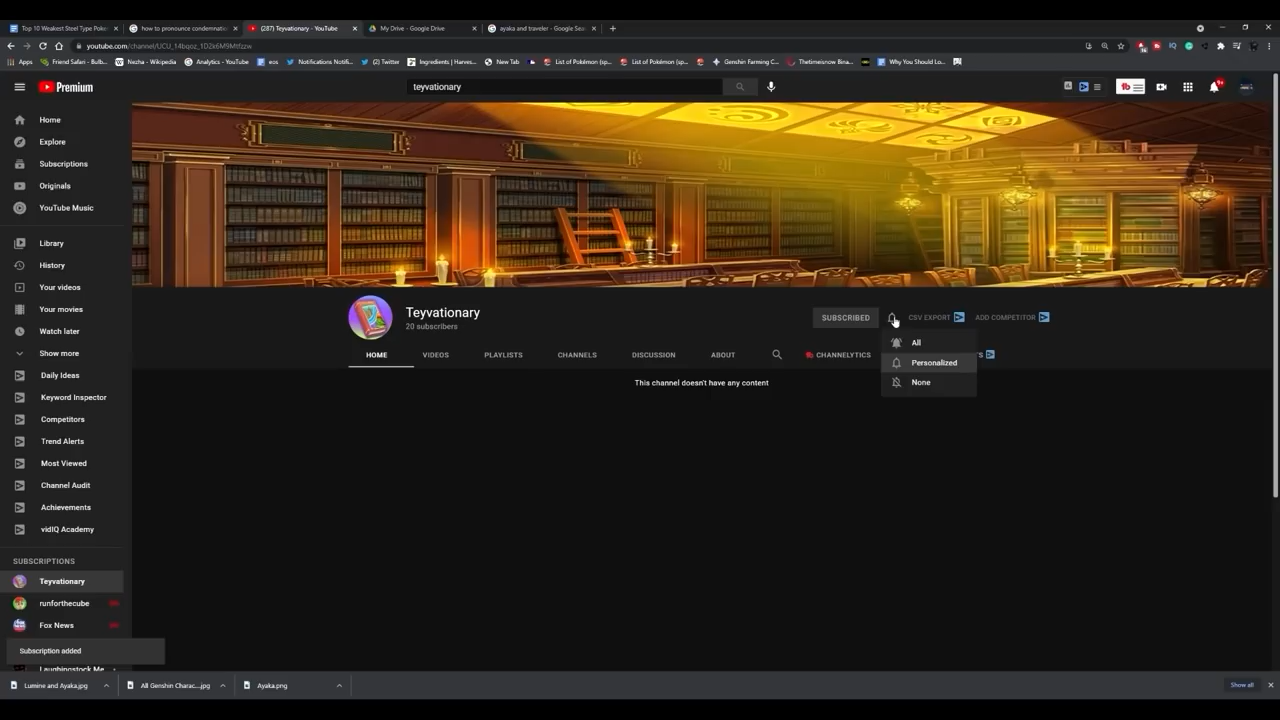 Top 10 Weakest Steel Type Poke
how to pronounce condemnatio
(287) Teyvationary - YouTube
My Drive - Google Drive
ayaka and traveler - Google Sea
youtube.com/channel/
Apps
Friend Safari - Bulb...
Nezha - Wikipedia
Analytics - YouTube
eos
Notifications Notifi...
(2) Twitter
Ingredients | Harves...
New Tab
List of Pokémon (sp...
List of Pokémon (sp...
Genshin Farming C...
Thetimeisnow Bina...
Why You Should Lo...
Premium
teyvationary
9+
Home
Explore
Subscriptions
Originals
YouTube Music
Library
History
Your videos
Your movies
Watch later
Show more
Daily Ideas
Keyword Inspector
Competitors
Trend Alerts
Most Viewed
Channel Audit
Achievements
vidIQ Academy
SUBSCRIPTIONS
Teyvationary
runforthecube
Fox News
Laughingstock Me
Subscription added
Teyvationary
20 subscribers
SUBSCRIBED
CSV EXPORT
ADD COMPETITOR
HOME
VIDEOS
PLAYLISTS
CHANNELS
DISCUSSION
ABOUT
CHANNELYTICS
All
Personalized
None
This channel doesn't have any content
Lumine and Ayaka.jpg
All Genshin Charac....jpg
Ayaka.png
Show all